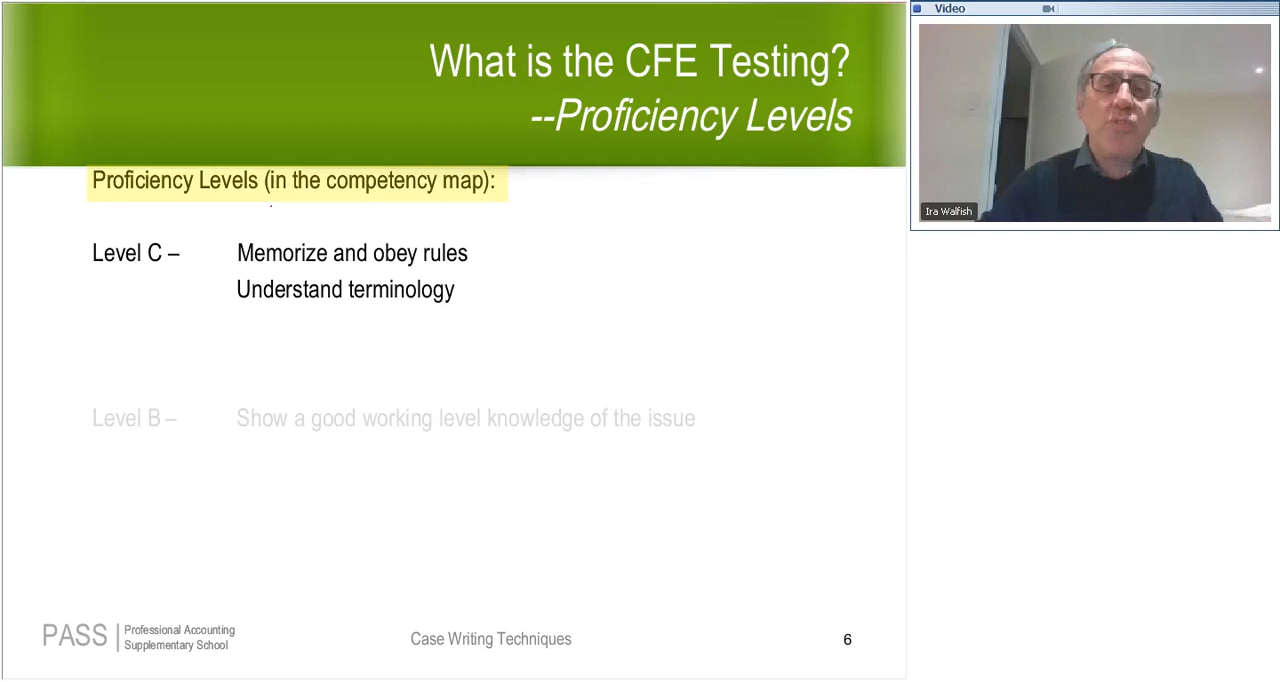 What is the CFE Testing?
--Proficiency Levels
Proficiency Levels (in the competency map):
Level C – Memorize and obey rules
Understand terminology
Level B – Show a good working level knowledge of the issue
PASS | Professional Accounting
Supplementary School
Case Writing Techniques
6
Video
Ira Walfish